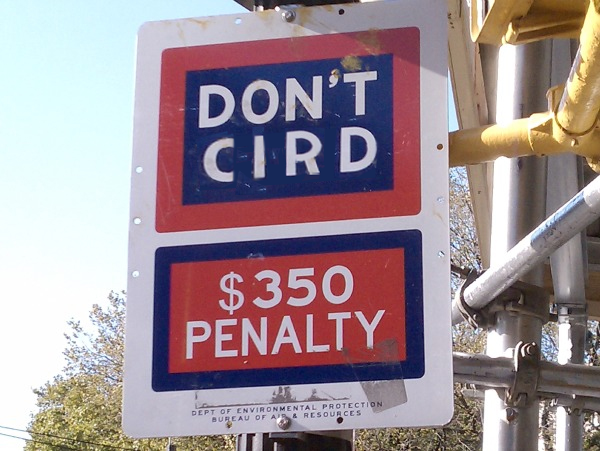 DON'T
CIRD
$350
PENALTY
DEPT OF ENVIRONMENTAL PROTECTION
BUREAU OF AIR & RESOURCES